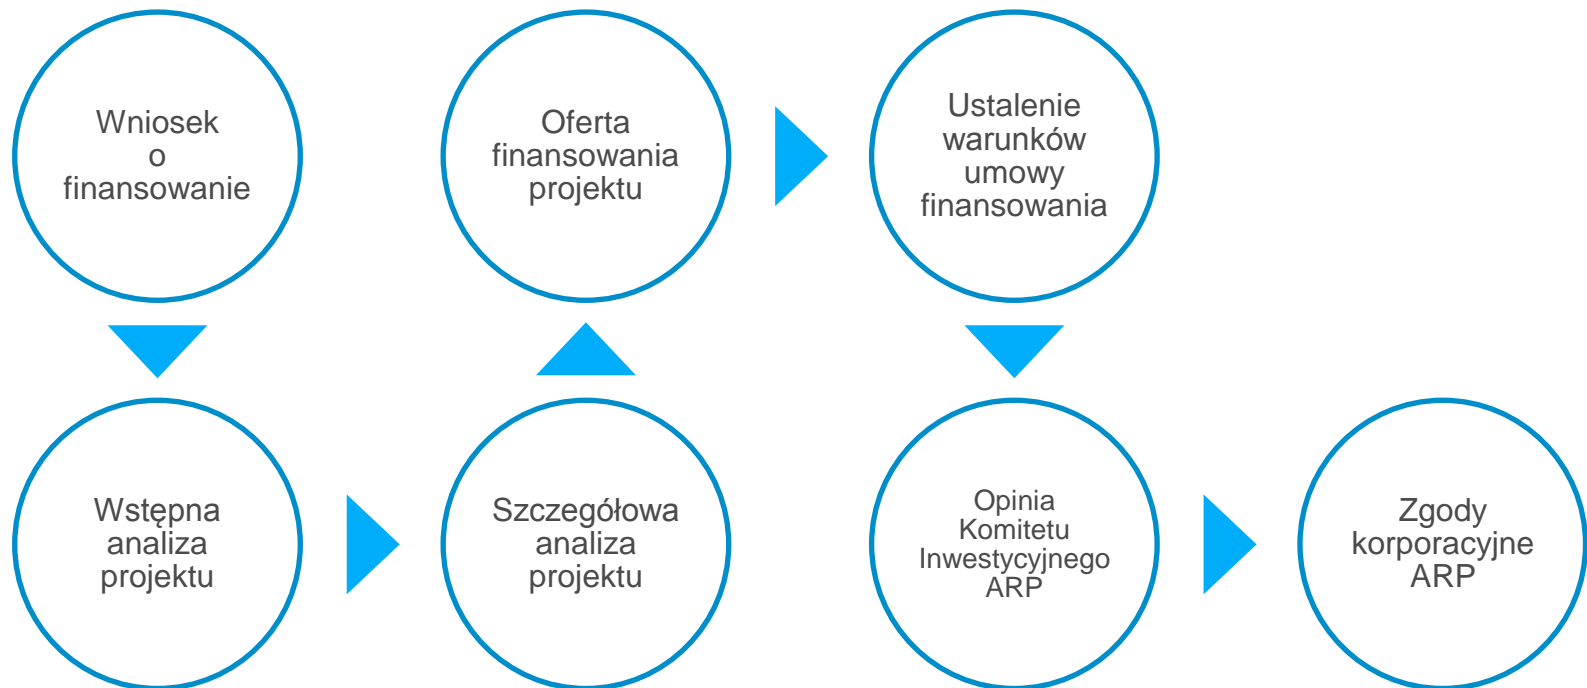 Wniosek
o
finansowanie
Oferta
finansowania
projektu
Ustalenie
warunków
umowy
finansowania
Wstępna
analiza
projektu
Szczegółowa
analiza
projektu
Opinia
Komitetu
Inwestycyjnego
ARP
Zgody
korporacyjne
ARP